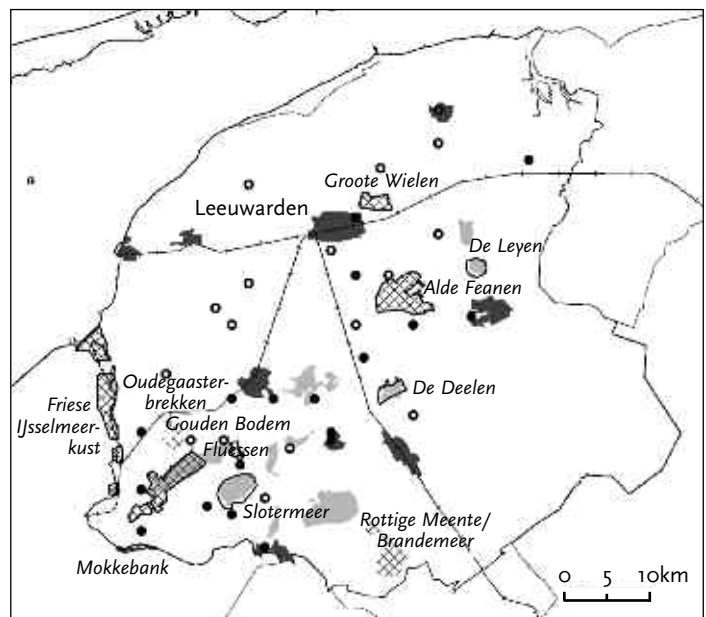 Groote Wielen
Leeuwarden
De Leyen
Alde Feanen
Oudegaaster-
brekken
De Deelen
Friese
IJsselmeer-
kust
Gouden Bodem
Fluessen
Slotermeer
Rottige Meente/
Brandemeer
Mokkebank
0 5 10km